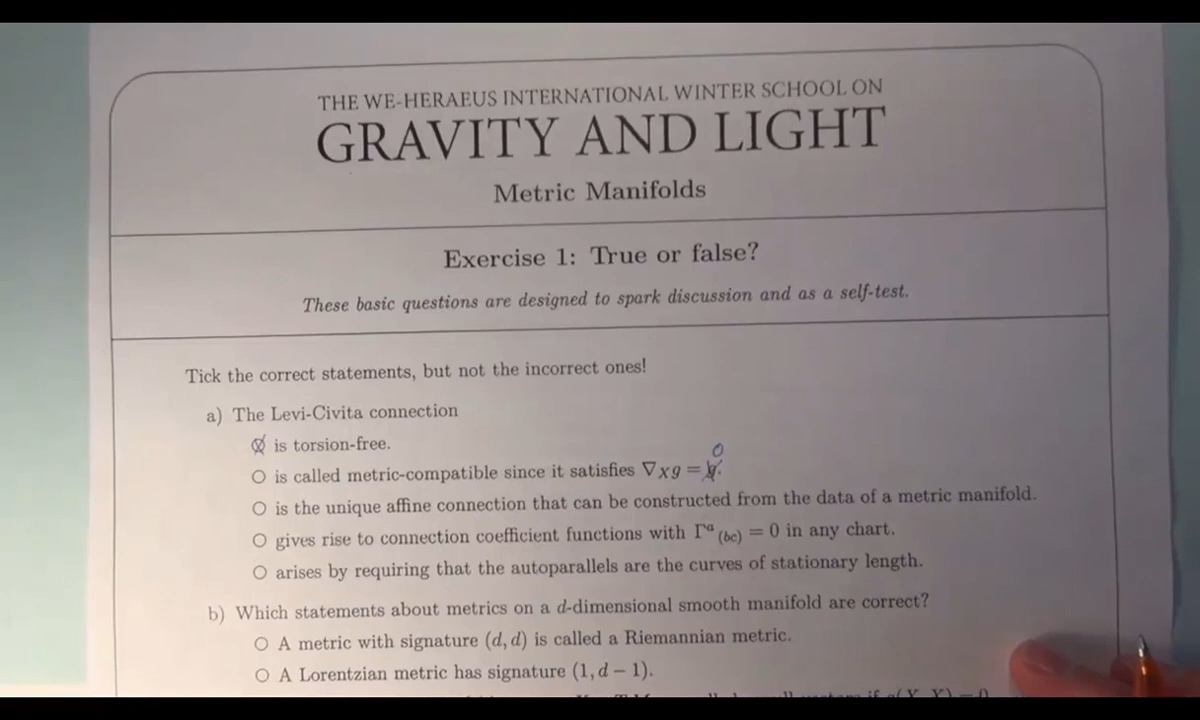 THE WE-HERAEUS INTERNATIONAL WINTER SCHOOL ON
GRAVITY AND LIGHT
Metric Manifolds
Exercise 1: True or false?
These basic questions are designed to spark discussion and as a self-test.
Tick the correct statements, but not the incorrect ones!
a) The Levi-Civita connection
is torsion-free.
0
O is called metric-compatible since it satisfies ∇_X g = g.
O is the unique affine connection that can be constructed from the data of a metric manifold.
O gives rise to connection coefficient functions with Γ^a_(bc) = 0 in any chart.
O arises by requiring that the autoparallels are the curves of stationary length.
b) Which statements about metrics on a d-dimensional smooth manifold are correct?
O A metric with signature (d, d) is called a Riemannian metric.
O A Lorentzian metric has signature (1, d − 1).